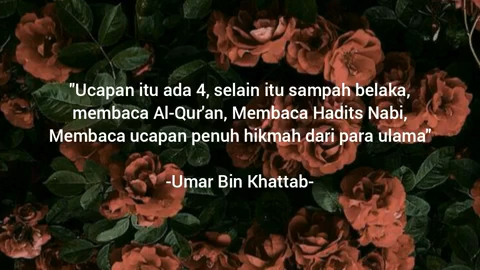 "Ucapan itu ada 4, selain itu sampah belaka,
membaca Al-Qur'an, Membaca Hadits Nabi,
Membaca ucapan penuh hikmah dari para ulama"
-Umar Bin Khattab-